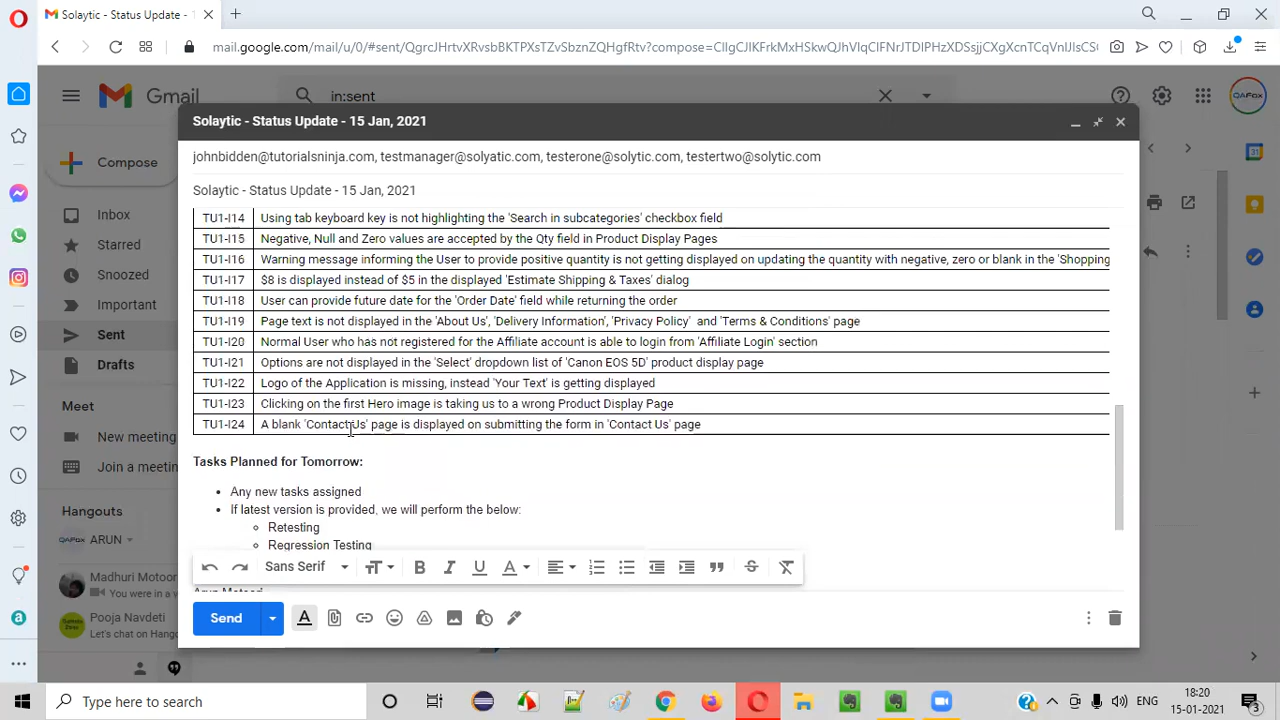 Solaytic - Status Update - 15 Jan, 2021
mail.google.com/mail/u/0/#sent/QgrcJHrtvXRvsbBKTPXsTZvSbznZQHgfRtv?compose=
Gmail
in:sent
QAFox
Compose
Inbox
Starred
Snoozed
Important
Sent
Drafts
Meet
New meeting
Join a meeting
Hangouts
ARUN
Madhuri Motoor
You were in a v
Pooja Navdeti
Let's chat on Hang
Solaytic - Status Update - 15 Jan, 2021
johnbidden@tutorialsninja.com, testmanager@solyatic.com, testerone@solytic.com, testertwo@solytic.com
Solaytic - Status Update - 15 Jan, 2021
TU1-I14 Using tab keyboard key is not highlighting the 'Search in subcategories' checkbox field
TU1-I15 Negative, Null and Zero values are accepted by the Qty field in Product Display Pages
TU1-I16 Warning message informing the User to provide positive quantity is not getting displayed on updating the quantity with negative, zero or blank in the 'Shopping
TU1-I17 $8 is displayed instead of $5 in the displayed 'Estimate Shipping & Taxes' dialog
TU1-I18 User can provide future date for the 'Order Date' field while returning the order
TU1-I19 Page text is not displayed in the 'About Us', 'Delivery Information', 'Privacy Policy' and 'Terms & Conditions' page
TU1-I20 Normal User who has not registered for the Affiliate account is able to login from 'Affiliate Login' section
TU1-I21 Options are not displayed in the 'Select' dropdown list of 'Canon EOS 5D' product display page
TU1-I22 Logo of the Application is missing, instead 'Your Text' is getting displayed
TU1-I23 Clicking on the first Hero image is taking us to a wrong Product Display Page
TU1-I24 A blank 'Contact Us' page is displayed on submitting the form in 'Contact Us' page
Tasks Planned for Tomorrow:
• Any new tasks assigned
• If latest version is provided, we will perform the below:
Retesting
Regression Testing
Sans Serif
Arun Motoori
Send
Type here to search
ENG
18:20
15-01-2021